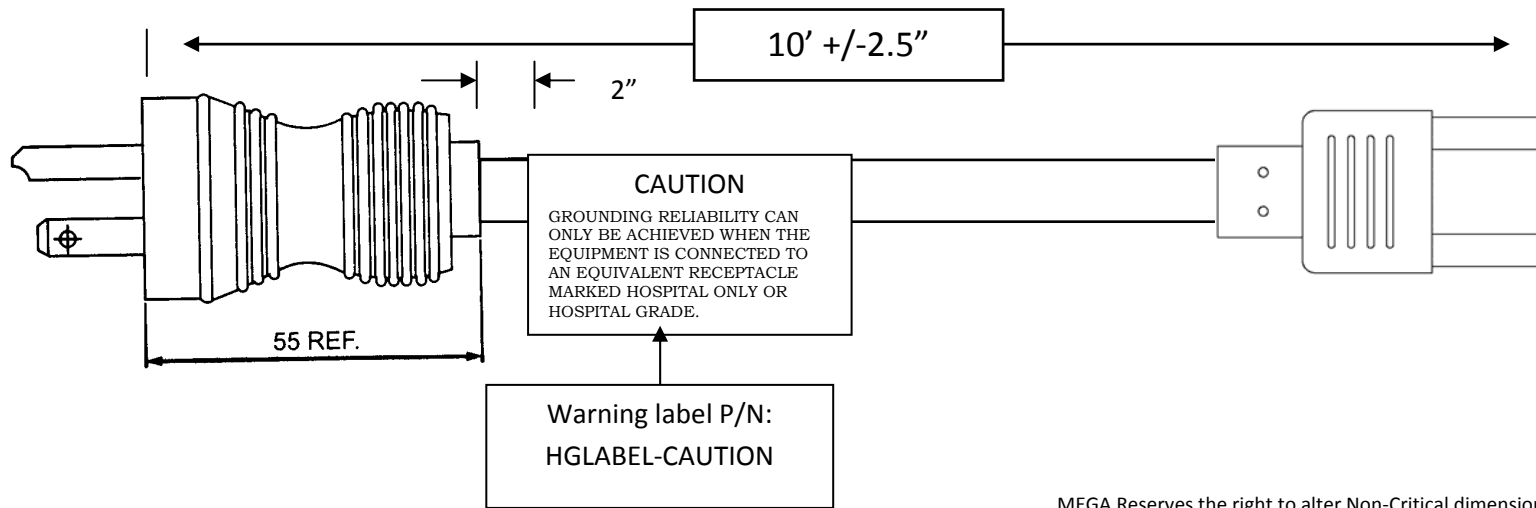 10’ +/-2.5”
2”
CAUTION
GROUNDING RELIABILITY CAN
ONLY BE ACHIEVED WHEN THE
EQUIPMENT IS CONNECTED TO
AN EQUIVALENT RECEPTACLE
MARKED HOSPITAL ONLY OR
HOSPITAL GRADE.
55 REF.
Warning label P/N:
HGLABEL-CAUTION
MEGA Reserves the right to alter Non-Critical dimension